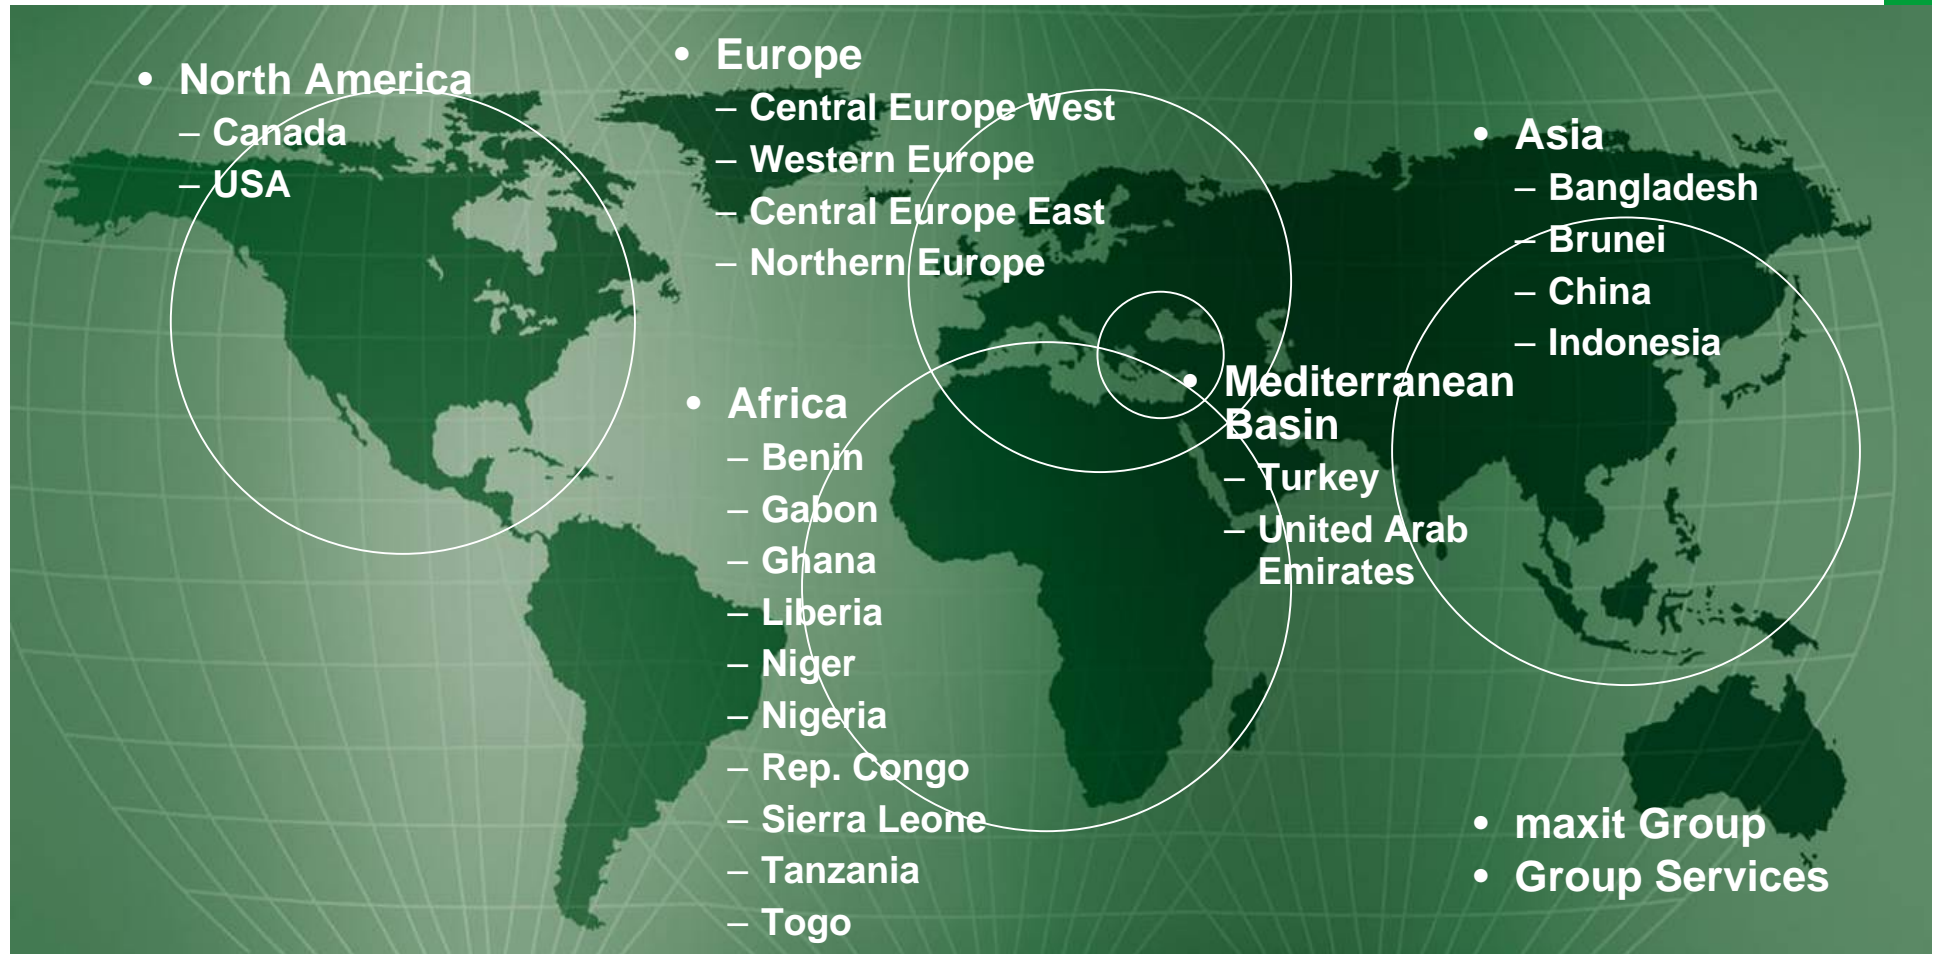 • North America
– Canada
– USA
• Europe
– Central Europe West
– Western Europe
– Central Europe East
– Northern Europe
• Asia
– Bangladesh
– Brunei
– China
– Indonesia
• Africa
– Benin
– Gabon
– Ghana
– Liberia
– Niger
– Nigeria
– Rep. Congo
– Sierra Leone
– Tanzania
– Togo
• Mediterranean
Basin
– Turkey
– United Arab
Emirates
• maxit Group
• Group Services